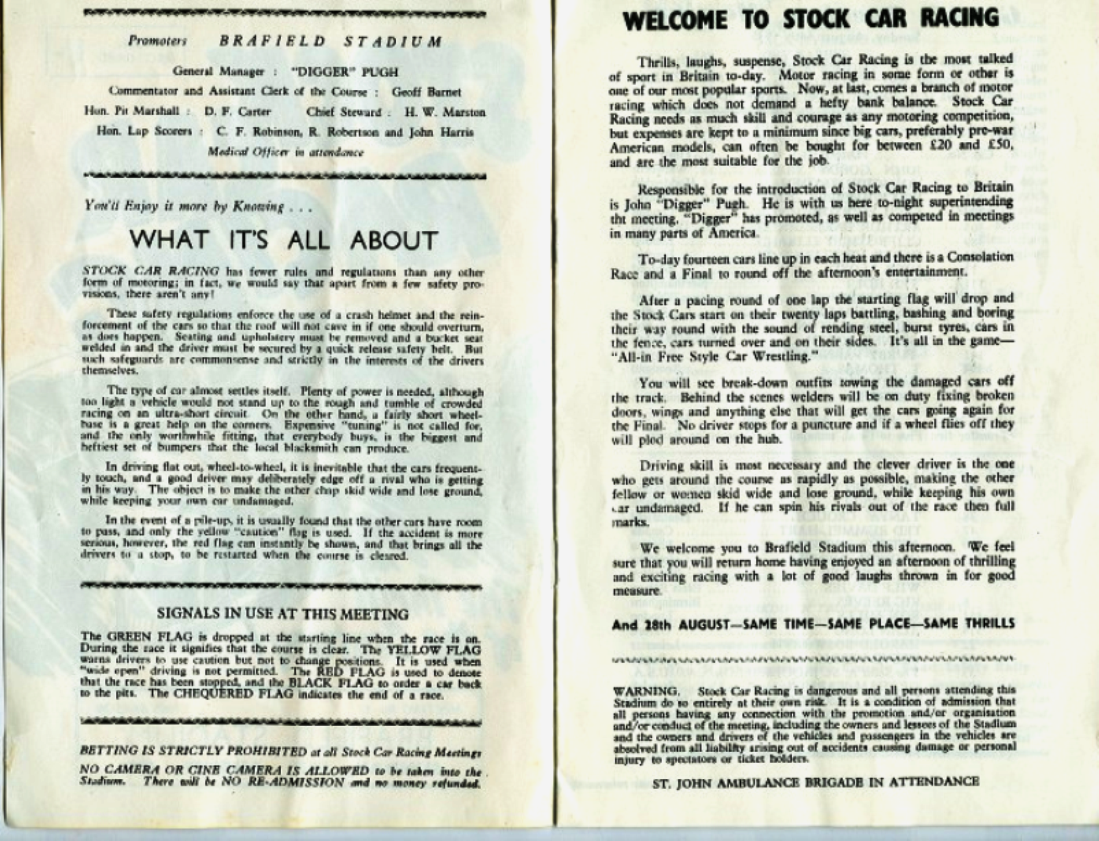 Promoters BRAFIELD STADIUM
General Manager : "DIGGER" PUGH
Commentator and Assistant Clerk of the Course : Geoff Barnet
Hon. Pit Marshall : D. F. Carter Chief Steward : H. W. Marston
Hon. Lap Scorers : C. F. Robinson, R. Robertson and John Harris
Medical Officer in attendance
You'll Enjoy it more by Knowing . . .
WHAT IT'S ALL ABOUT
STOCK CAR RACING has fewer rules and regulations than any other
form of motoring; in fact, we would say that apart from a few safety pro-
visions, there aren't any!
These safety regulations enforce the use of a crash helmet and the rein-
forcement of the cars so that the roof will not cave in if one should overturn,
as does happen. Seating and upholstery must be removed and a bucket seat
welded in and the driver must be secured by a quick release safety belt. But
such safeguards are commonsense and strictly in the interests of the drivers
themselves.
The type of car almost settles itself. Plenty of power is needed, although
too light a vehicle would not stand up to the rough and tumble of crowded
racing on an ultra-short circuit. On the other hand, a fairly short wheel-
base is a great help on the corners. Expensive "tuning" is not called for,
and the only worthwhile fitting, that everybody buys, is the biggest and
heftiest set of bumpers that the local blacksmith can produce.
In driving flat out, wheel-to-wheel, it is inevitable that the cars frequent-
ly touch, and a good driver may deliberately edge off a rival who is getting
in his way. The object is to make the other chap skid wide and lose ground,
while keeping your own car undamaged.
In the event of a pile-up, it is usually found that the other cars have room
to pass, and only the yellow "caution" flag is used. If the accident is more
serious, however, the red flag can instantly be shown, and that brings all the
drivers to a stop, to be restarted when the course is cleared.
SIGNALS IN USE AT THIS MEETING
The GREEN FLAG is dropped at the starting line when the race is on.
During the race it signifies that the course is clear. The YELLOW FLAG
warns drivers to use caution but not to change positions. It is used when
"wide open" driving is not permitted. The RED FLAG is used to denote
that the race has been stopped, and the BLACK FLAG to order a car back
to the pits. The CHEQUERED FLAG indicates the end of a race.
BETTING IS STRICTLY PROHIBITED at all Stock Car Racing Meetings
NO CAMERA OR CINE CAMERA IS ALLOWED to be taken into the
Stadium. There will be NO RE-ADMISSION and no money refunded.
WELCOME TO STOCK CAR RACING
Thrills, laughs, suspense, Stock Car Racing is the most talked
of sport in Britain to-day. Motor racing in some form or other is
one of our most popular sports. Now, at last, comes a branch of motor
racing which does not demand a hefty bank balance. Stock Car
Racing needs as much skill and courage as any motoring competition,
but expenses are kept to a minimum since big cars, preferably pre-war
American models, can often be bought for between £20 and £50,
and are the most suitable for the job.
Responsible for the introduction of Stock Car Racing to Britain
is John "Digger" Pugh. He is with us here to-night superintending
tht meeting. "Digger" has promoted, as well as competed in meetings
in many parts of America.
To-day fourteen cars line up in each heat and there is a Consolation
Race and a Final to round off the afternoon's entertainment.
After a pacing round of one lap the starting flag will drop and
the Stock Cars start on their twenty laps battling, bashing and boring
their way round with the sound of rending steel, burst tyres, cars in
the fence, cars turned over and on their sides. It's all in the game—
"All-in Free Style Car Wrestling."
You will see break-down outfits towing the damaged cars off
the track. Behind the scenes welders will be on duty fixing broken
doors, wings and anything else that will get the cars going again for
the Final. No driver stops for a puncture and if a wheel flies off they
will plod around on the hub.
Driving skill is most necessary and the clever driver is the one
who gets around the course as rapidly as possible, making the other
fellow or women skid wide and lose ground, while keeping his own
car undamaged. If he can spin his rivals out of the race then full
marks.
We welcome you to Brafield Stadium this afternoon. We feel
sure that you will return home having enjoyed an afternoon of thrilling
and exciting racing with a lot of good laughs thrown in for good
measure.
And 28th AUGUST—SAME TIME—SAME PLACE—SAME THRILLS
WARNING. Stock Car Racing is dangerous and all persons attending this
Stadium do so entirely at their own risk. It is a condition of admission that
all persons having any connection with the promotion and/or organisation
and/or conduct of the meeting, including the owners and lessees of the Stadium
and the owners and drivers of the vehicles and passengers in the vehicles are
absolved from all liability arising out of accidents causing damage or personal
injury to spectators or ticket holders.
ST. JOHN AMBULANCE BRIGADE IN ATTENDANCE